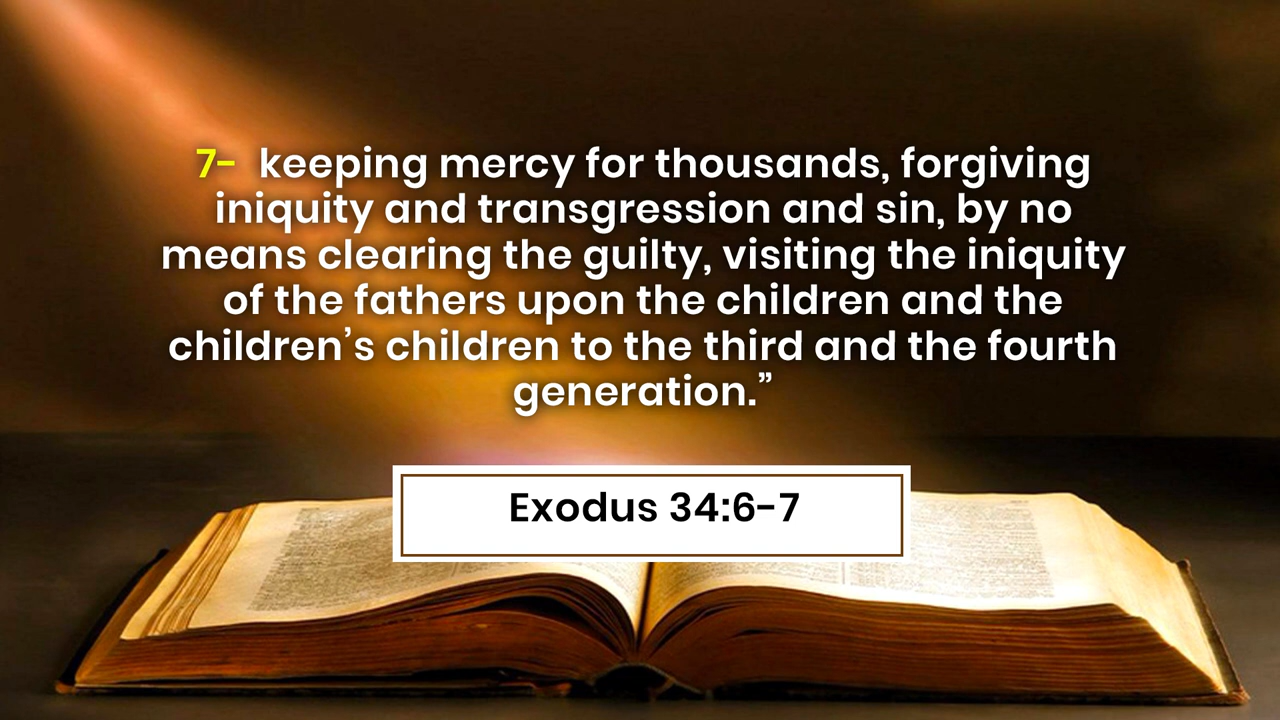 7- keeping mercy for thousands, forgiving
iniquity and transgression and sin, by no
means clearing the guilty, visiting the iniquity
of the fathers upon the children and the
children’s children to the third and the fourth
generation.”
Exodus 34:6-7